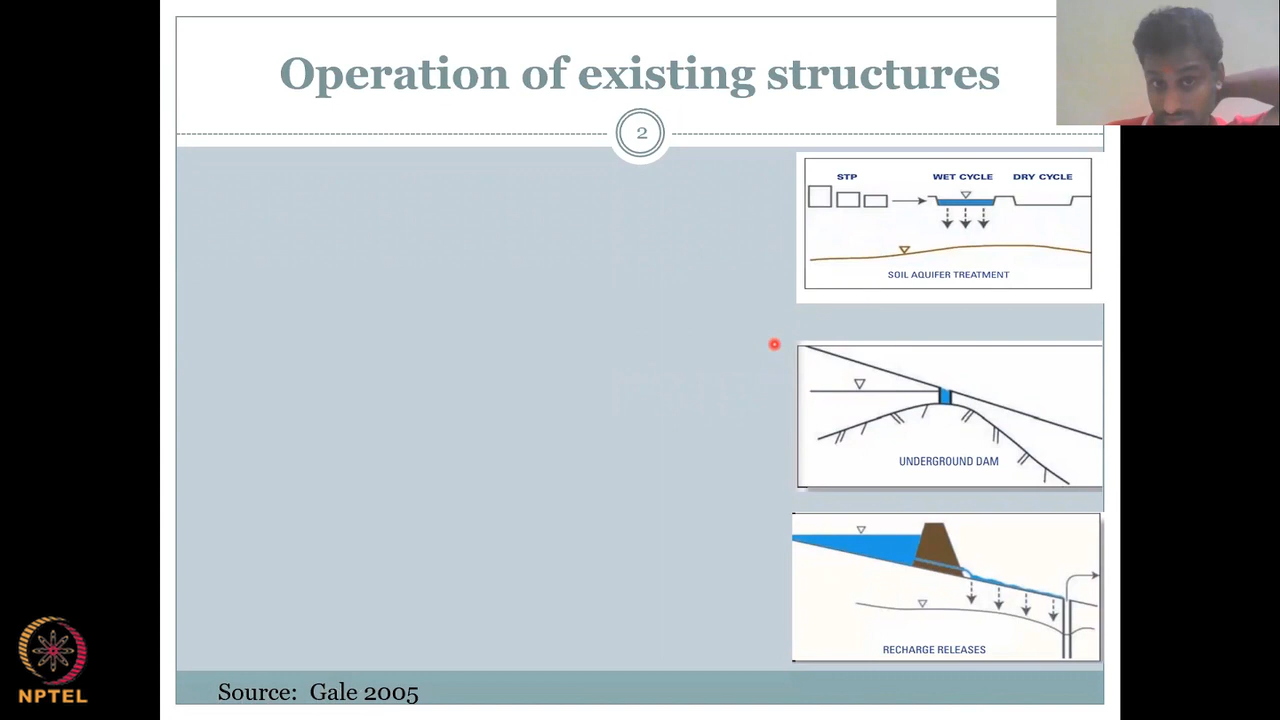 Operation of existing structures
2
STP WET CYCLE DRY CYCLE
SOIL AQUIFER TREATMENT
UNDERGROUND DAM
RECHARGE RELEASES
Source: Gale 2005
NPTEL